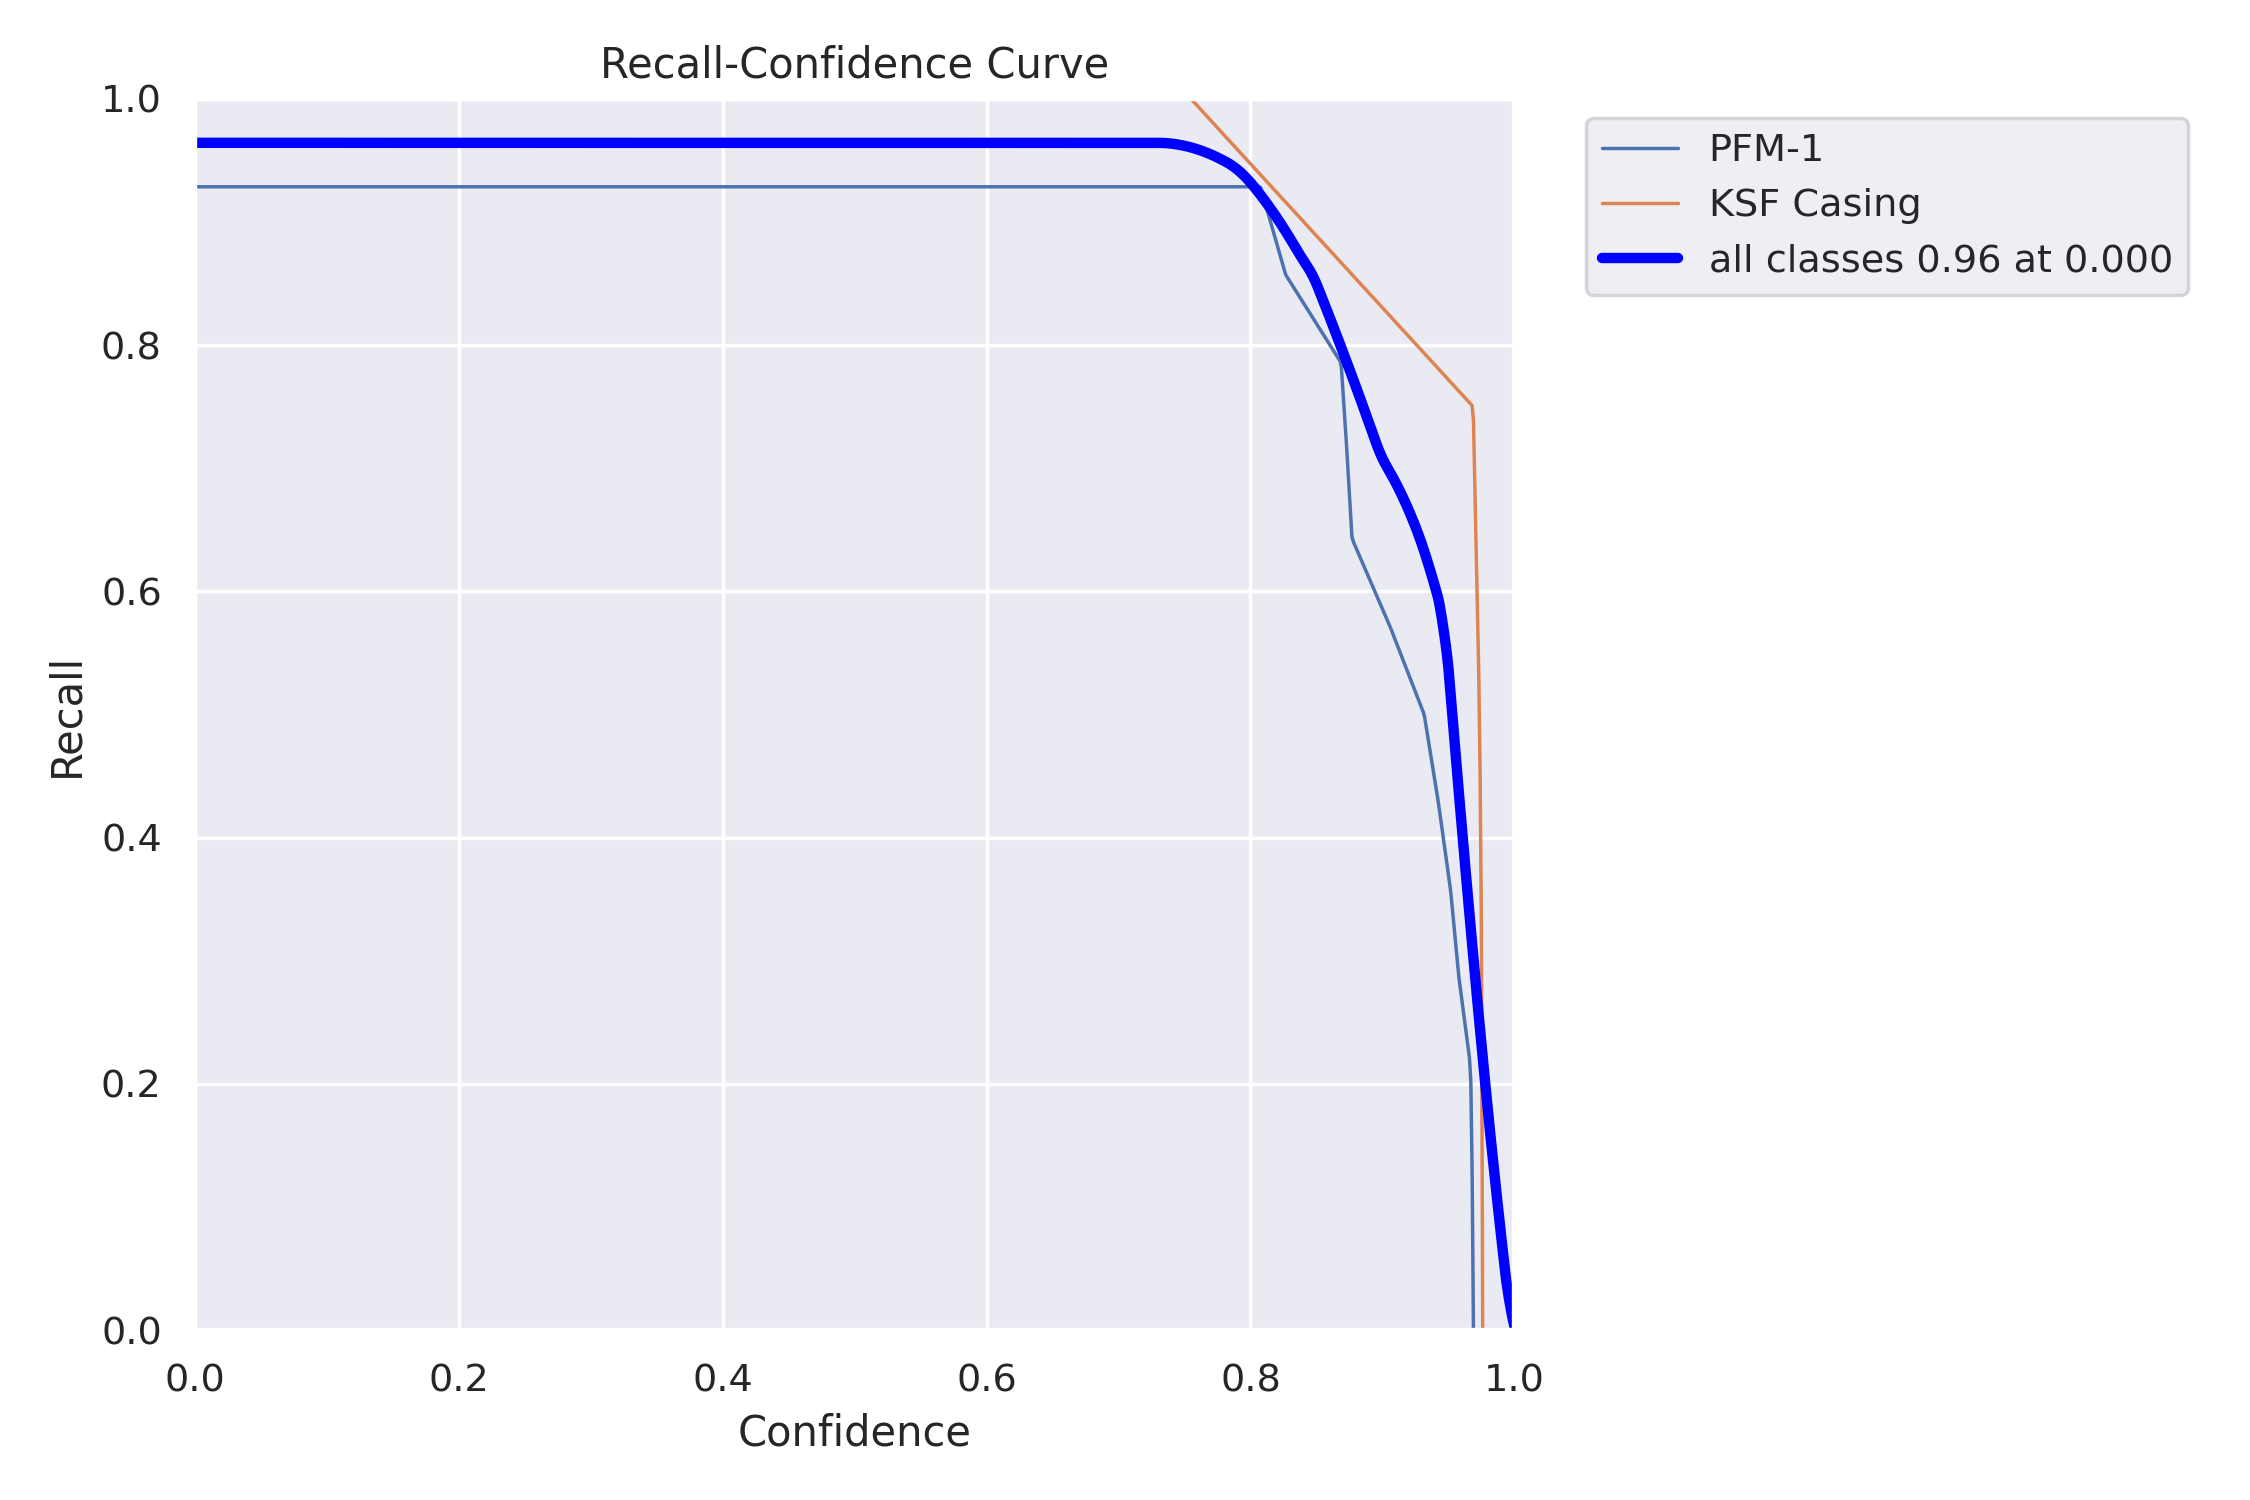 Recall-Confidence Curve
1.0
0.8
0.6
0.4
0.2
0.0
Recall
0.0 0.2 0.4 0.6 0.8 1.0
Confidence
PFM-1
KSF Casing
all classes 0.96 at 0.000